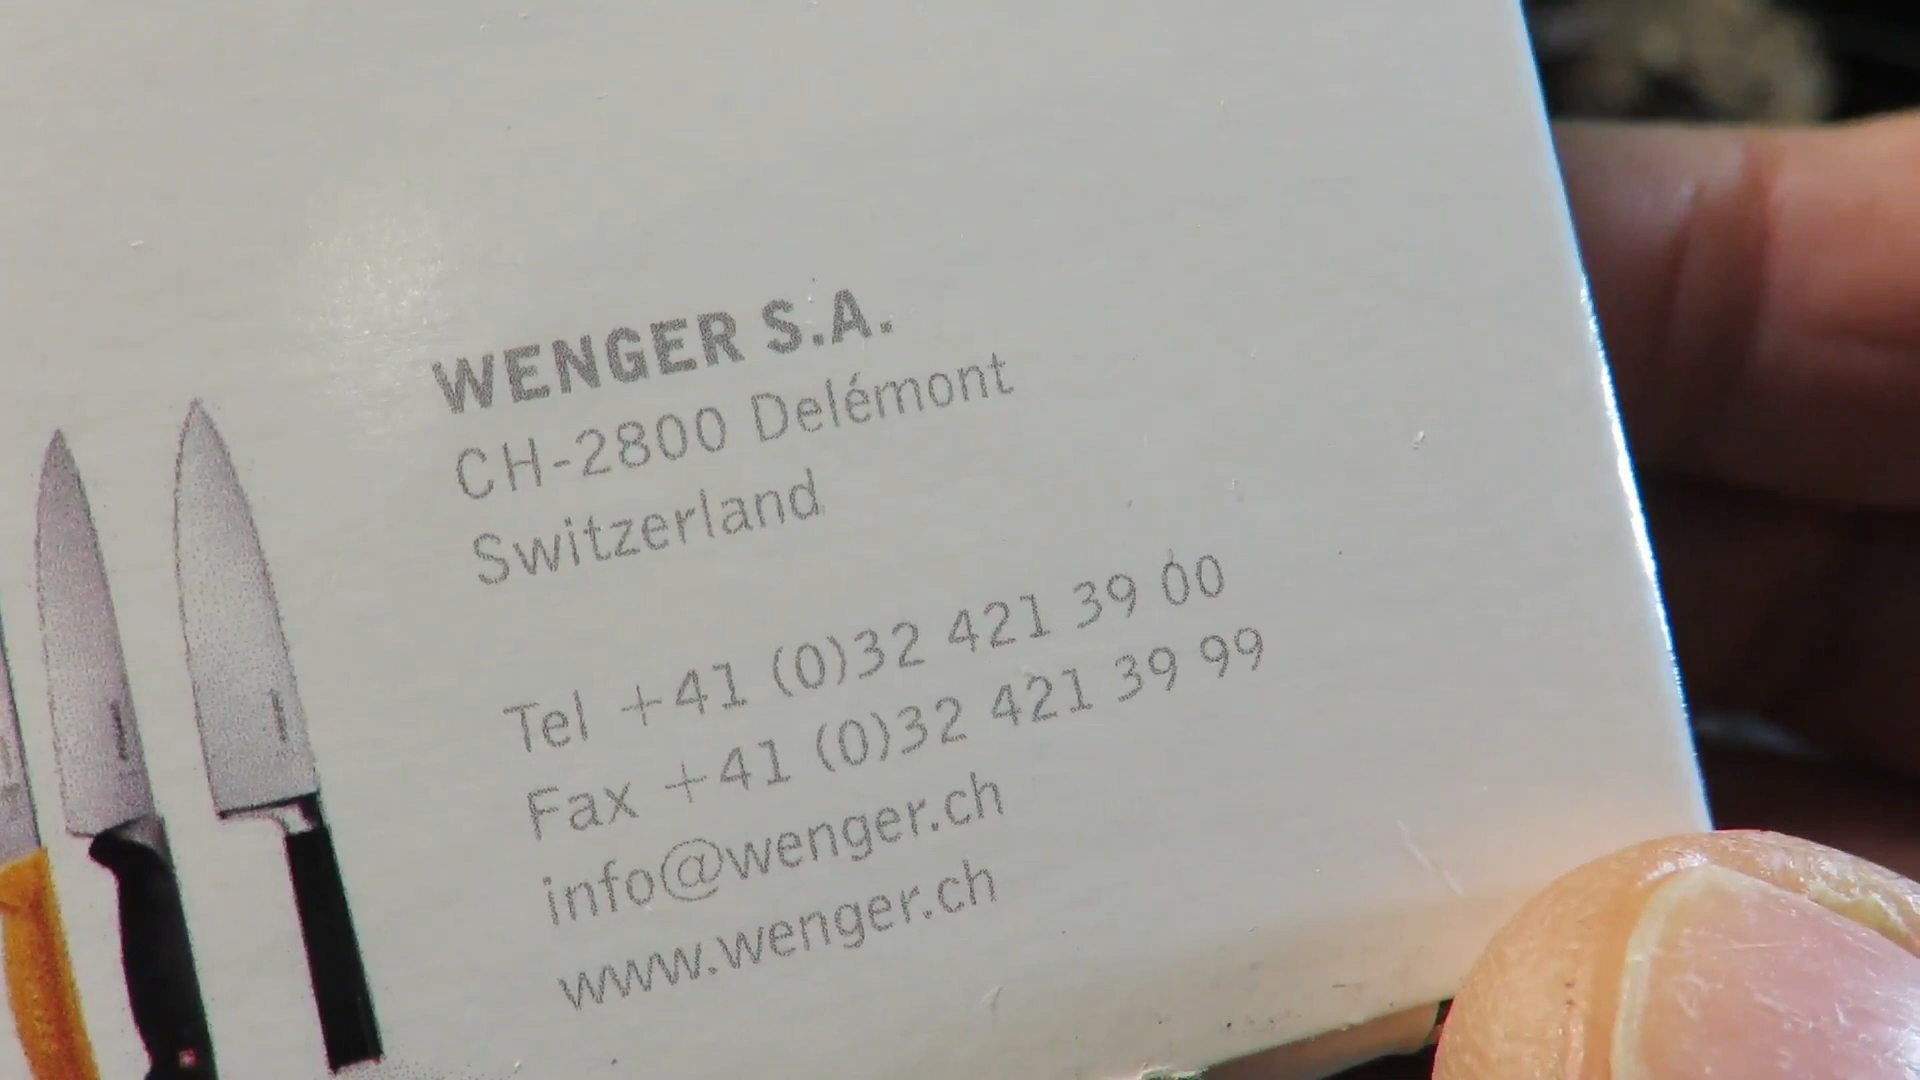 WENGER S.A.
CH-2800 Delémont
Switzerland
Tel +41 (0)32 421 39 00
Fax +41 (0)32 421 39 99
info@wenger.ch
www.wenger.ch